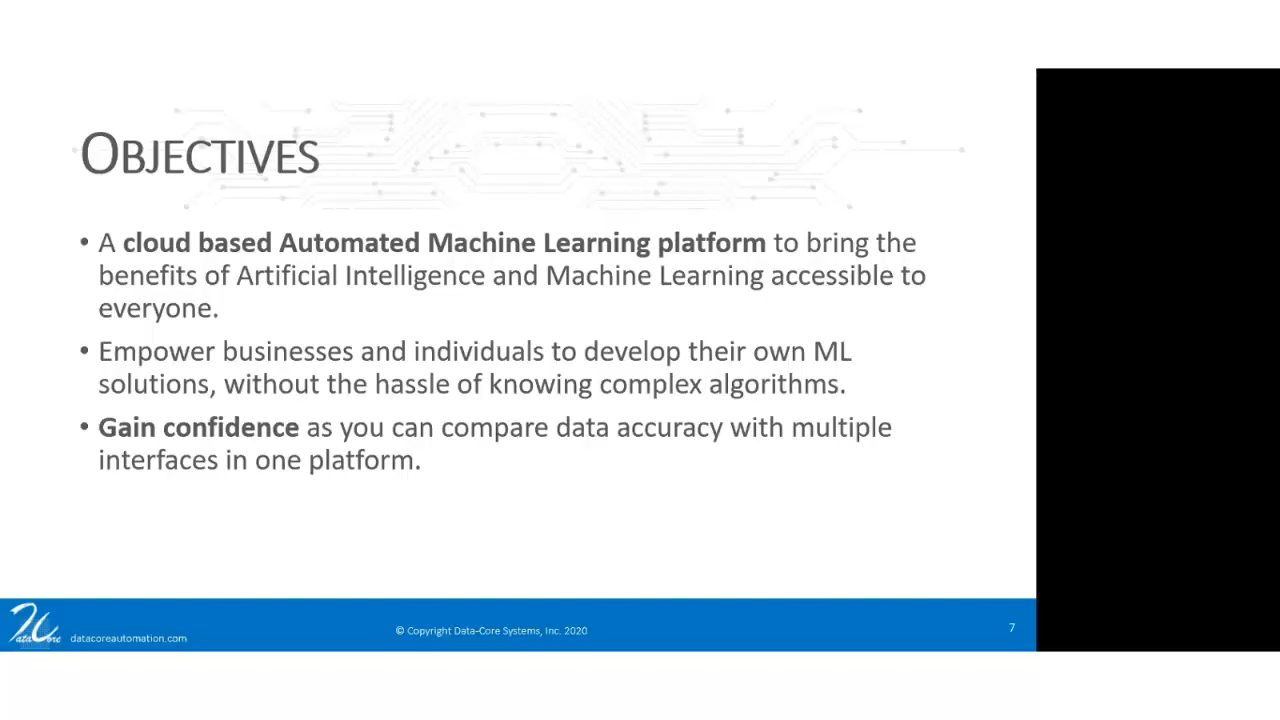 OBJECTIVES
• A cloud based Automated Machine Learning platform to bring the
benefits of Artificial Intelligence and Machine Learning accessible to
everyone.
• Empower businesses and individuals to develop their own ML
solutions, without the hassle of knowing complex algorithms.
• Gain confidence as you can compare data accuracy with multiple
interfaces in one platform.
DataCore
datacoreautomation.com
© Copyright Data-Core Systems, Inc. 2020
7